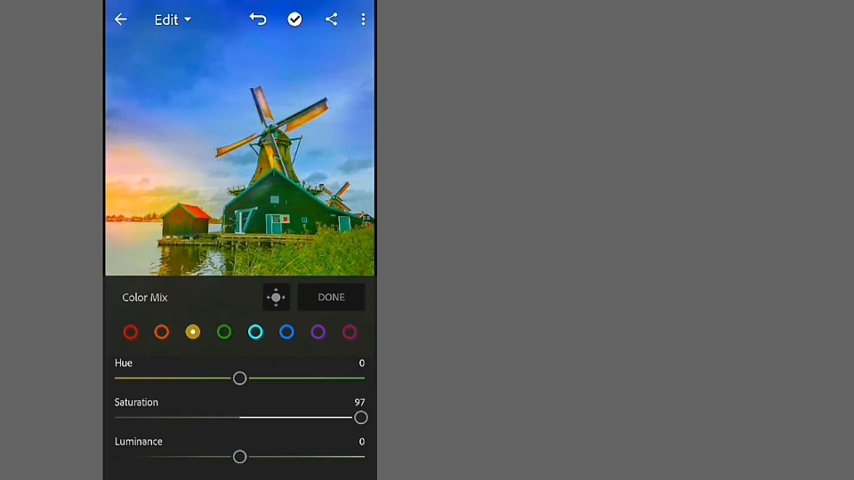 Edit
Color Mix
DONE
Hue 0
Saturation 97
Luminance 0